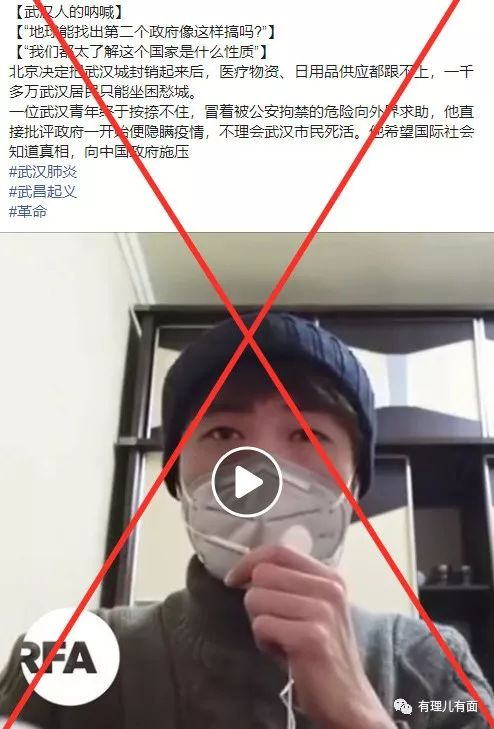 【武汉人的呐喊】
【“地球能找出第二个政府像这样搞吗?”】
【“我们都太了解这个国家是什么性质”】
北京决定把武汉城封销起来后，医疗物资、日用品供应都跟不上，一千
多万武汉居民只能坐困愁城。
一位武汉青年终于按捺不住，冒着被公安拘禁的危险向外界求助，他直
接批评政府一开始便隐瞒疫情，不理会武汉市民死活。他希望国际社会
知道真相，向中国政府施压
#武汉肺炎
#武昌起义
#革命
RFA
有理儿有面